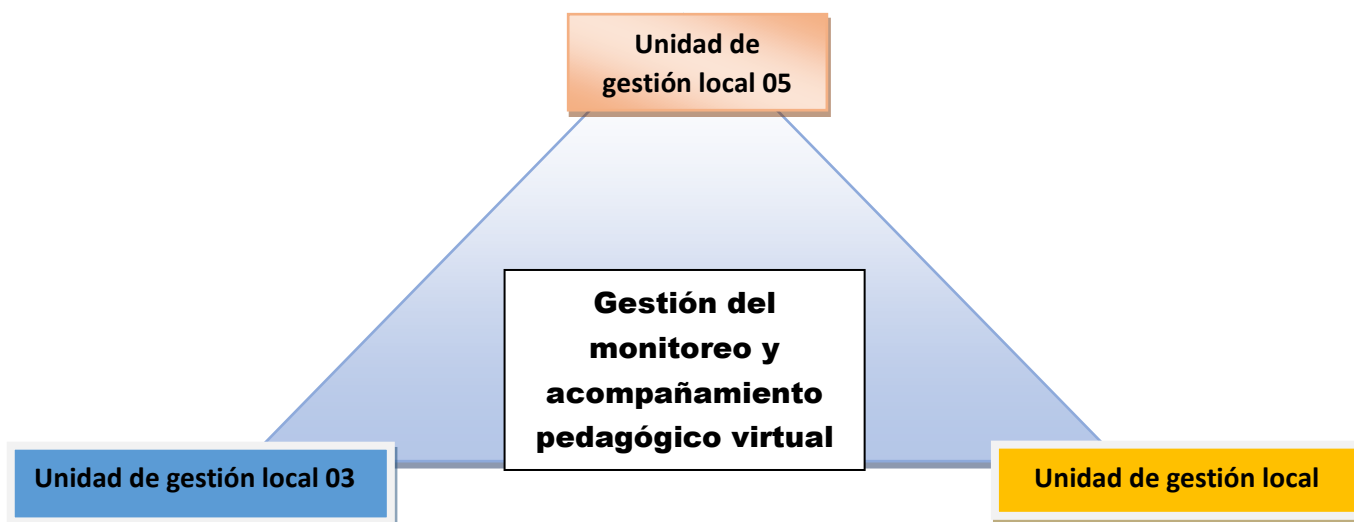 Unidad de
gestión local 05
Gestión del
monitoreo y
acompañamiento
pedagógico virtual
Unidad de gestión local 03
Unidad de gestión local